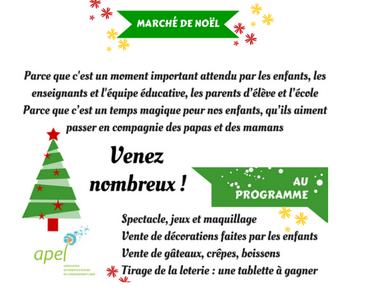 MARCHÉ DE NOËL
Parce que c'est un moment important attendu par les enfants, les
enseignants et l'équipe éducative, les parents d'élève et l'école
Parce que c'est un temps magique pour nos enfants, qu'ils aiment
passer en compagnie des papas et des mamans
Venez
nombreux !
AU
PROGRAMME
Spectacle, jeux et maquillage
Vente de décorations faites par les enfants
Vente de gâteaux, crêpes, boissons
Tirage de la loterie : une tablette à gagner
apel